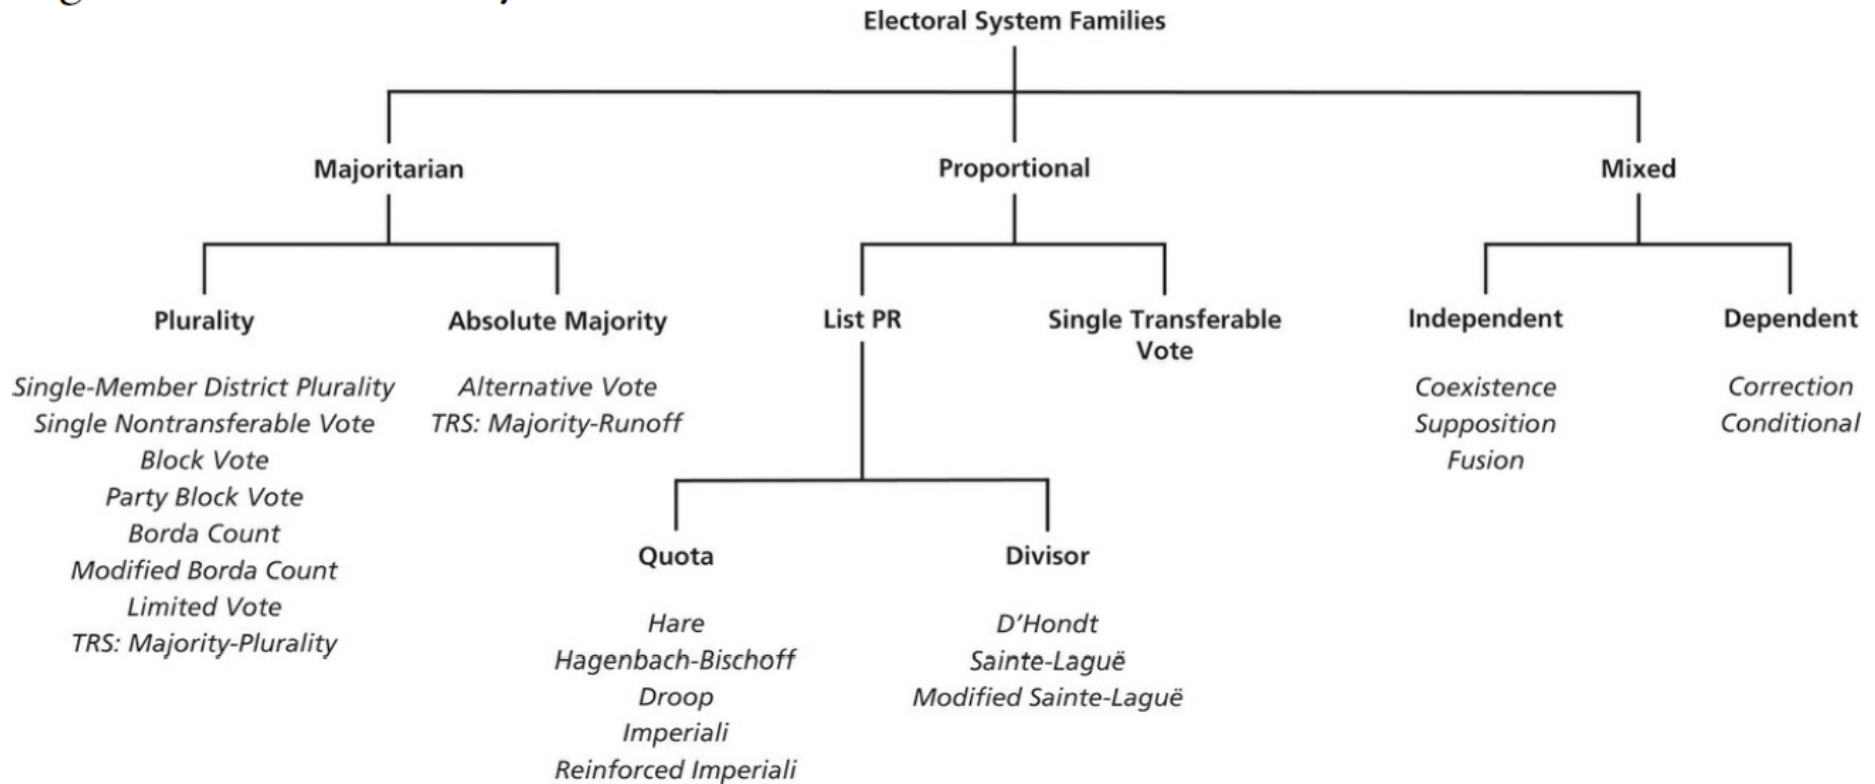 Electoral System Families
Majoritarian
Proportional
Mixed
Plurality
Absolute Majority
List PR
Single Transferable
Vote
Independent
Dependent
Single-Member District Plurality
Single Nontransferable Vote
Block Vote
Party Block Vote
Borda Count
Modified Borda Count
Limited Vote
TRS: Majority-Plurality
Alternative Vote
TRS: Majority-Runoff
Coexistence
Supposition
Fusion
Correction
Conditional
Quota
Divisor
Hare
Hagenbach-Bischoff
Droop
Imperiali
Reinforced Imperiali
D’Hondt
Sainte-Laguë
Modified Sainte-Laguë